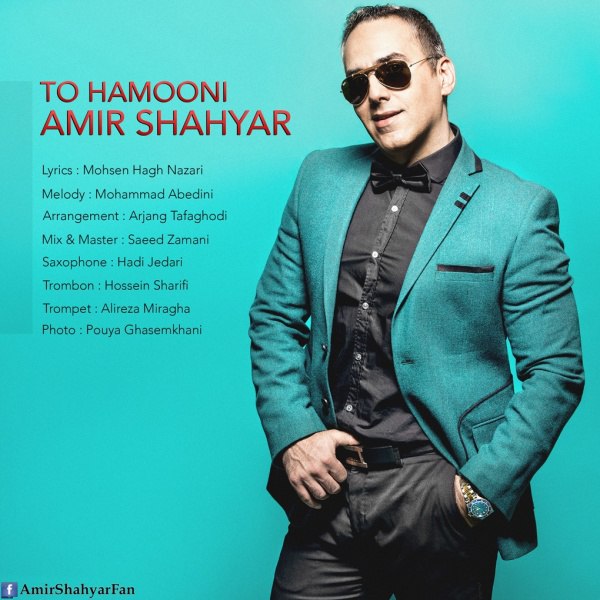 TO HAMOONI
AMIR SHAHYAR
Lyrics : Mohsen Hagh Nazari
Melody : Mohammad Abedini
Arrangement : Arjang Tafaghodi
Mix & Master : Saeed Zamani
Saxophone : Hadi Jedari
Trombon : Hossein Sharifi
Trompet : Alireza Miragha
Photo : Pouya Ghasemkhani
f AmirShahyarFan